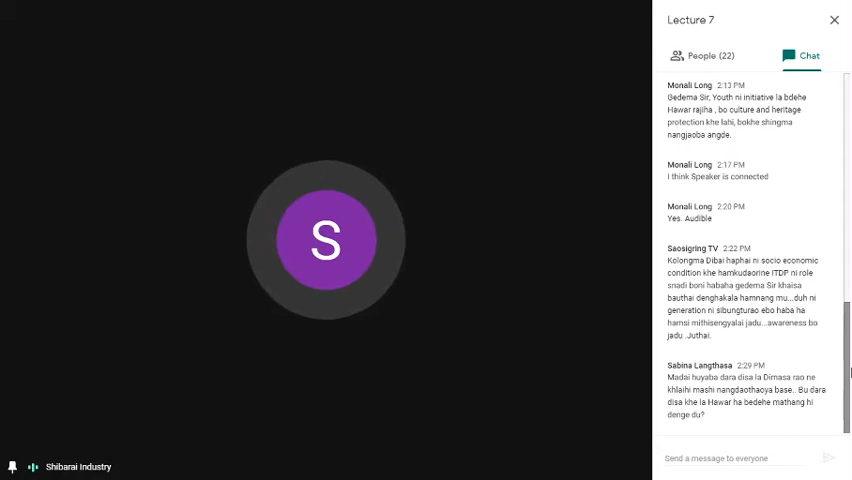 Lecture 7
People (22)
Chat
Monali Long 2:13 PM
Gedema Sir, Youth ni initiative la bdehe
Hawar rajiha , bo culture and heritage
protection khe lahi, bokhe shingma
nangjaoba angde.
Monali Long 2:17 PM
I think Speaker is connected
Monali Long 2:20 PM
Yes. Audible
Saosigring TV 2:22 PM
Kolongma Dibai haphai ni socio economic
condition khe hamkudaorine ITDP ni role
snadi boni habaha gedema Sir khaisa
bauthai denghakala hamnang mu...duh ni
generation ni sibungturao ebo haba ha
hamsi mithisengyalai jadu...awareness bo
jadu .Juthai.
Sabina Langthasa 2:29 PM
Madai huyaba dara disa la Dimasa rao ne
khlaihi mashi nangdaothaoya base.. Bu dara
disa khe la Hawar ha bedehe mathang hi
denge du?
S
Shibarai Industry
Send a message to everyone